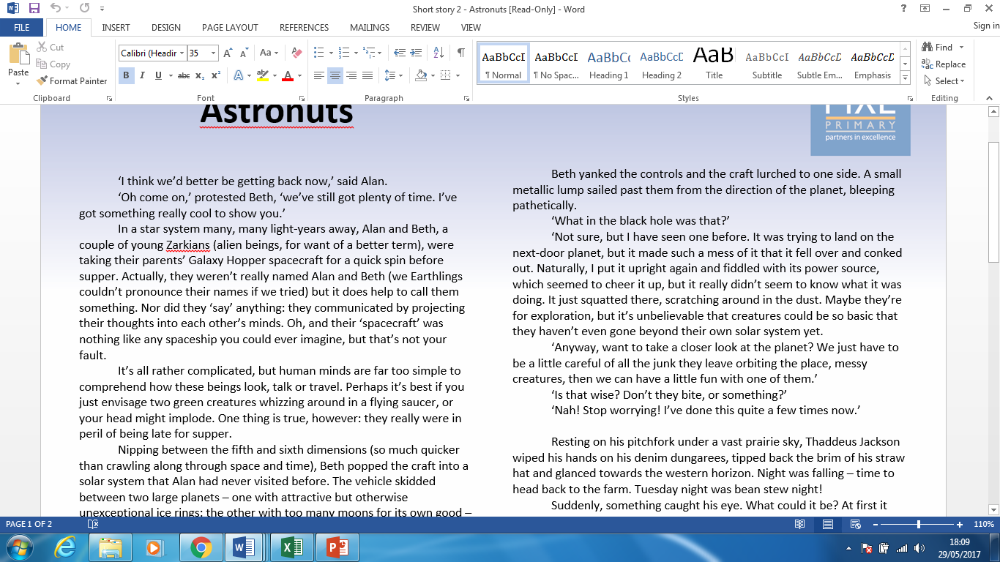 Short story 2 - Astronuts [Read-Only] - Word
Sign in
FILE HOME INSERT DESIGN PAGE LAYOUT REFERENCES MAILINGS REVIEW VIEW
Paste
Cut
Copy
Format Painter
Clipboard
Calibri (Headir 35
Font
Paragraph
AaBbCcI AaBbCcI AaBbCc AaBbCcD AaB AaBbCcI AaBbCcD AaBbCcD
¶ Normal ¶ No Spac... Heading 1 Heading 2 Title Subtitle Subtle Em... Emphasis
Styles
Find
Replace
Select
Editing
Astronuts
PRIMARY
partners in excellence
‘I think we’d better be getting back now,’ said Alan.
‘Oh come on,’ protested Beth, ‘we’ve still got plenty of time. I’ve
got something really cool to show you.’
In a star system many, many light-years away, Alan and Beth, a
couple of young Zarkians (alien beings, for want of a better term), were
taking their parents’ Galaxy Hopper spacecraft for a quick spin before
supper. Actually, they weren’t really named Alan and Beth (we Earthlings
couldn’t pronounce their names if we tried) but it does help to call them
something. Nor did they ‘say’ anything: they communicated by projecting
their thoughts into each other’s minds. Oh, and their ‘spacecraft’ was
nothing like any spaceship you could ever imagine, but that’s not your
fault.
It’s all rather complicated, but human minds are far too simple to
comprehend how these beings look, talk or travel. Perhaps it’s best if you
just envisage two green creatures whizzing around in a flying saucer, or
your head might implode. One thing is true, however: they really were in
peril of being late for supper.
Nipping between the fifth and sixth dimensions (so much quicker
than crawling along through space and time), Beth popped the craft into a
solar system that Alan had never visited before. The vehicle skidded
between two large planets – one with attractive but otherwise
unexceptional ice rings; the other with too many moons for its own good –
Beth yanked the controls and the craft lurched to one side. A small
metallic lump sailed past them from the direction of the planet, bleeping
pathetically.
‘What in the black hole was that?’
‘Not sure, but I have seen one before. It was trying to land on the
next-door planet, but it made such a mess of it that it fell over and conked
out. Naturally, I put it upright again and fiddled with its power source,
which seemed to cheer it up, but it really didn’t seem to know what it was
doing. It just squatted there, scratching around in the dust. Maybe they’re
for exploration, but it’s unbelievable that creatures could be so basic that
they haven’t even gone beyond their own solar system yet.
‘Anyway, want to take a closer look at the planet? We just have to
be a little careful of all the junk they leave orbiting the place, messy
creatures, then we can have a little fun with one of them.’
‘Is that wise? Don’t they bite, or something?’
‘Nah! Stop worrying! I’ve done this quite a few times now.’
Resting on his pitchfork under a vast prairie sky, Thaddeus Jackson
wiped his hands on his denim dungarees, tipped back the brim of his straw
hat and glanced towards the western horizon. Night was falling – time to
head back to the farm. Tuesday night was bean stew night!
Suddenly, something caught his eye. What could it be? At first it
PAGE 1 OF 2
110%
18:09
29/05/2017